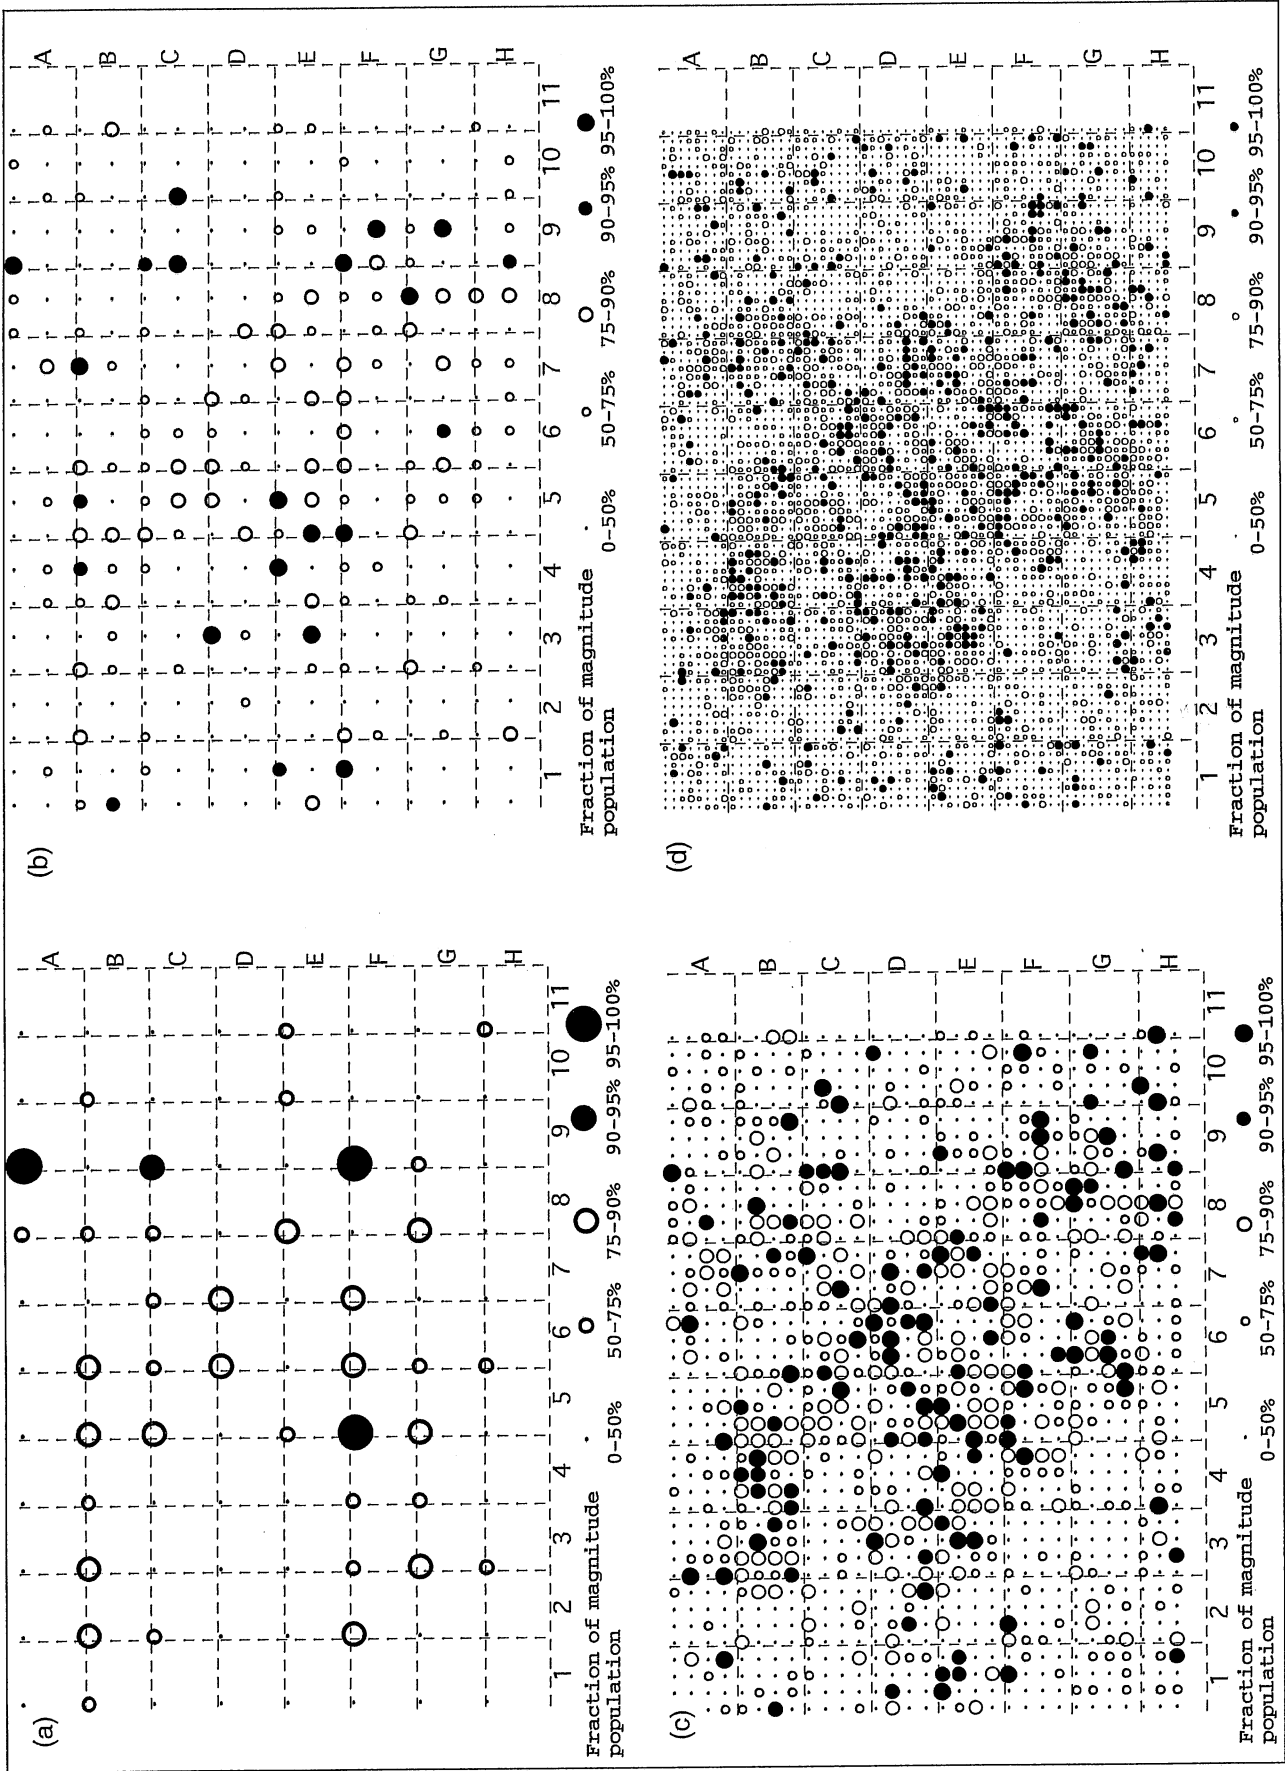 (a)
A
B
C
D
E
F
G
H
1 2 3 4 5 6 7 8 9 10 11
Fraction of magnitude
population
0-50% 50-75% 75-90% 90-95% 95-100%
(b)
A
B
C
D
E
F
G
H
1 2 3 4 5 6 7 8 9 10 11
Fraction of magnitude
population
0-50% 50-75% 75-90% 90-95% 95-100%
(c)
A
B
C
D
E
F
G
H
1 2 3 4 5 6 7 8 9 10 11
Fraction of magnitude
population
0-50% 50-75% 75-90% 90-95% 95-100%
(d)
A
B
C
D
E
F
G
H
1 2 3 4 5 6 7 8 9 10 11
Fraction of magnitude
population
0-50% 50-75% 75-90% 90-95% 95-100%